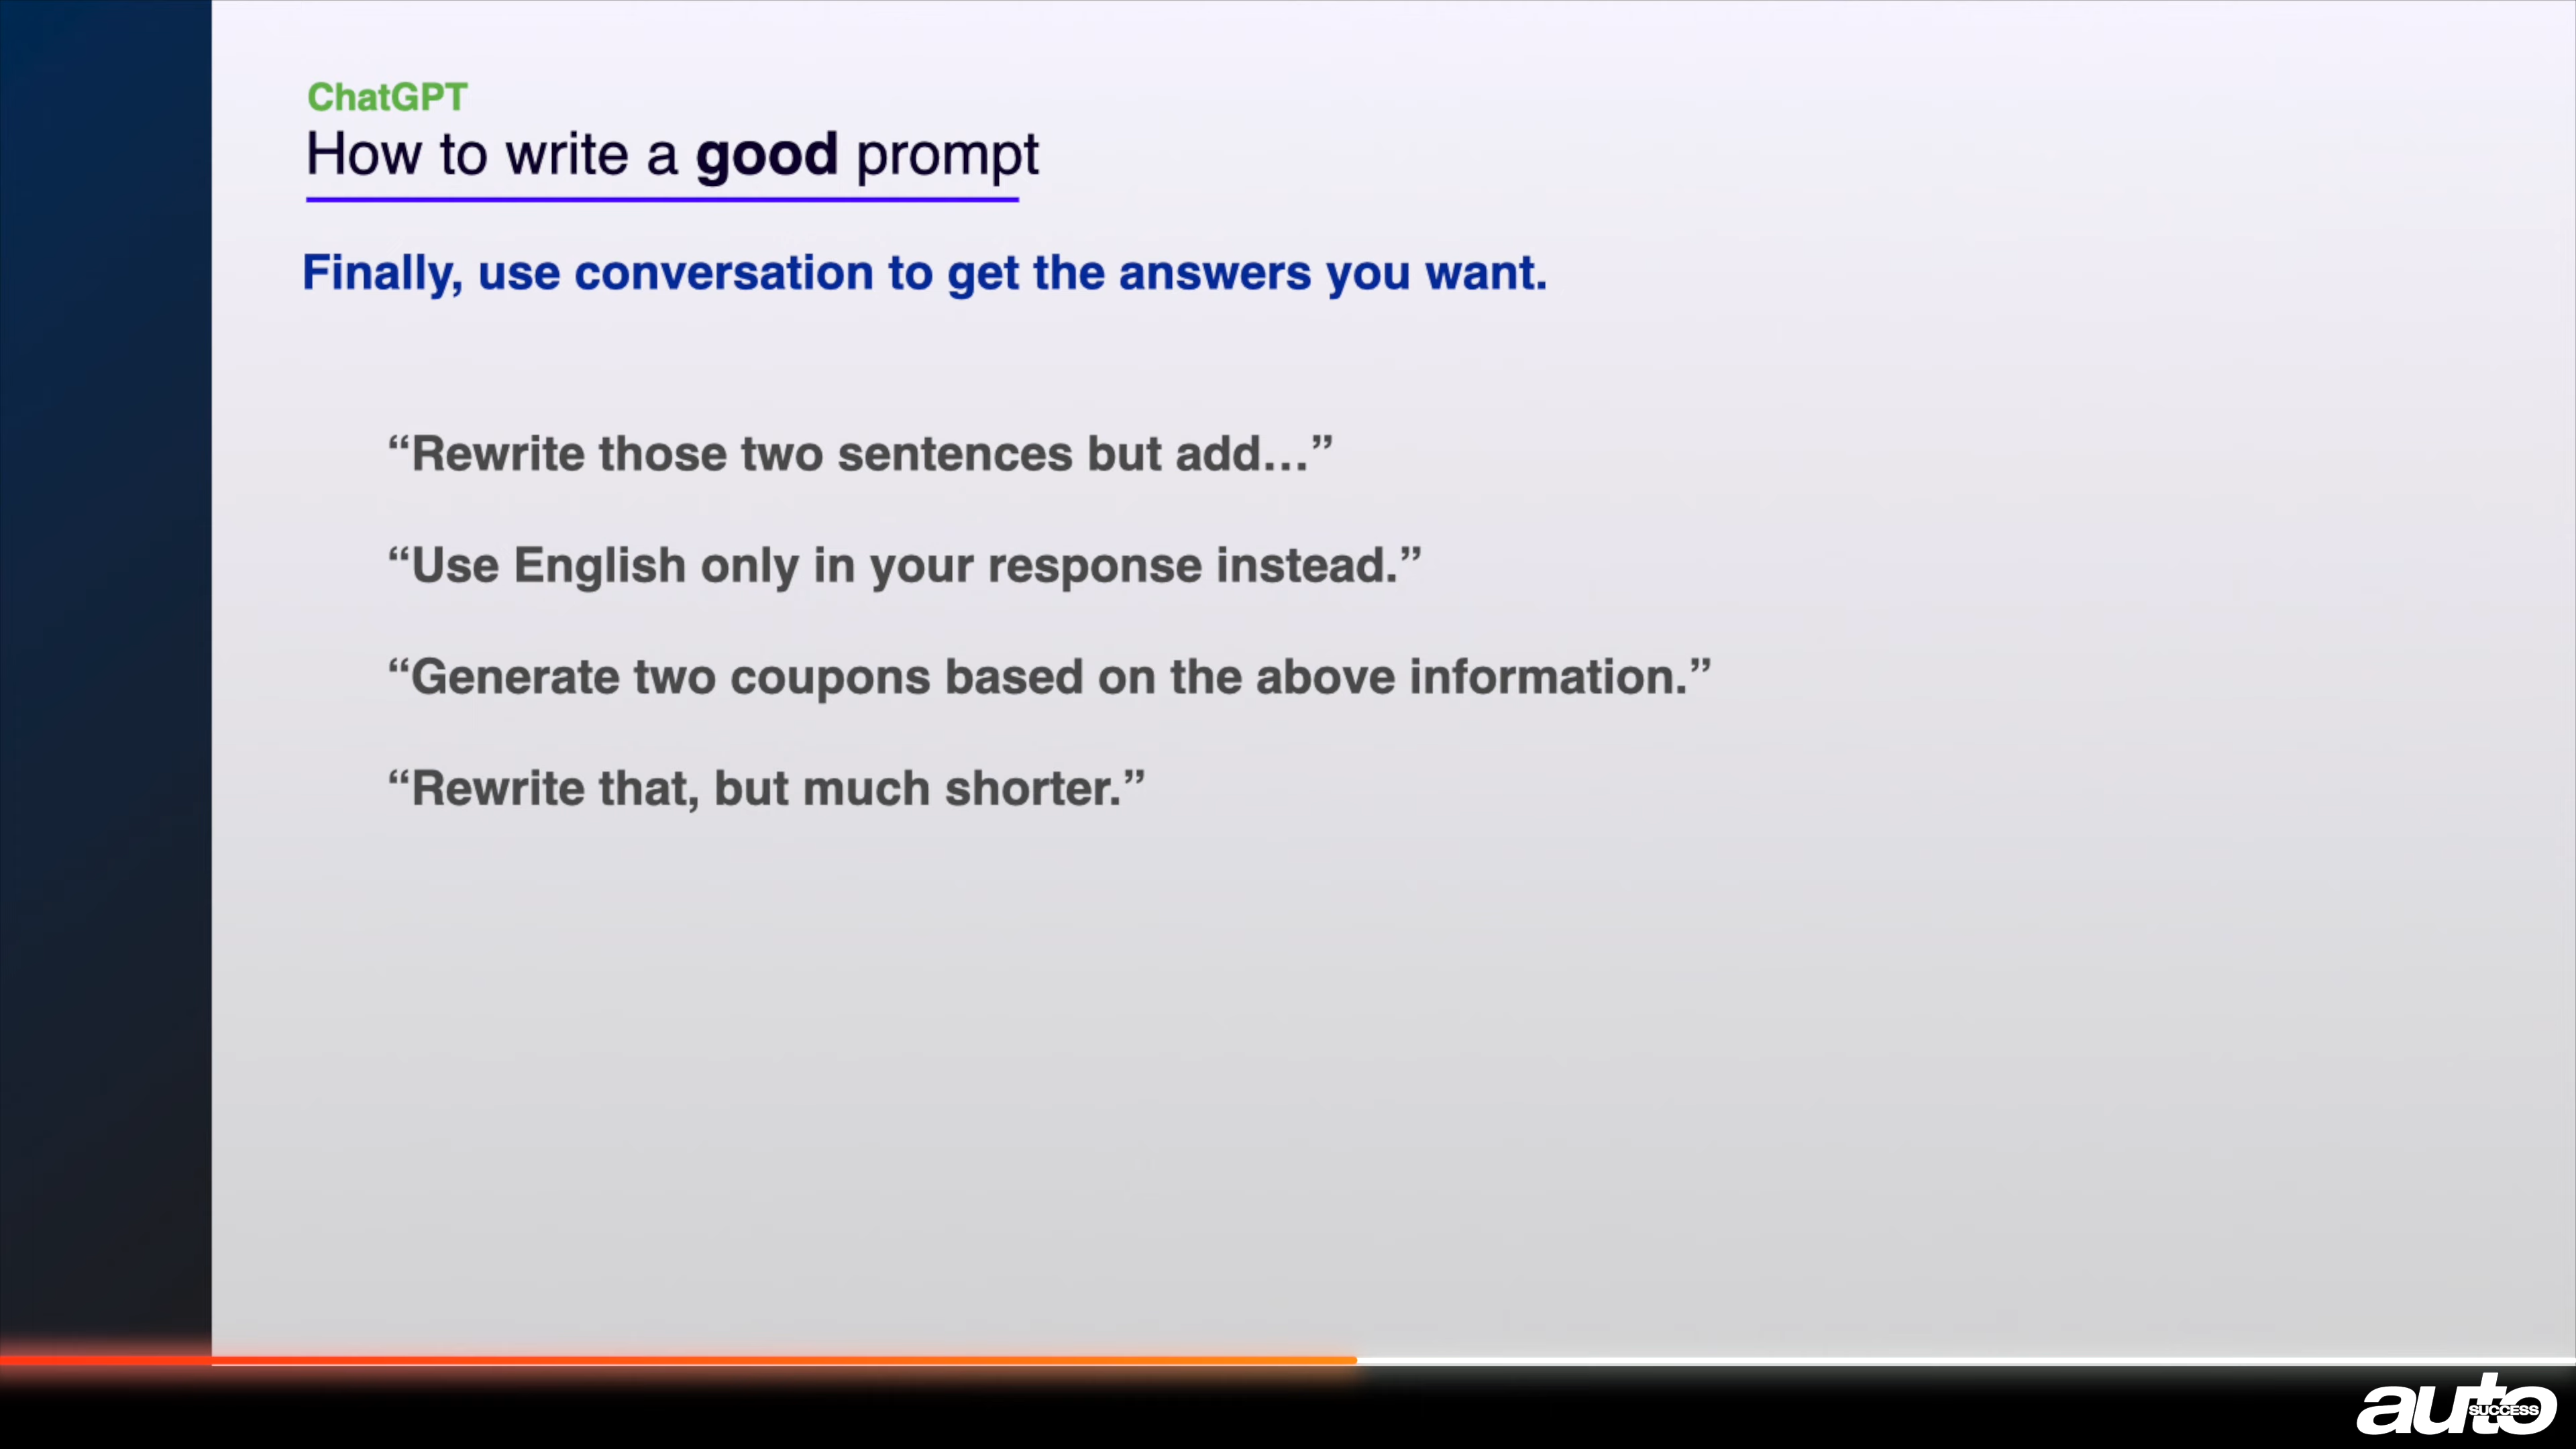 ChatGPT
How to write a good prompt
Finally, use conversation to get the answers you want.
“Rewrite those two sentences but add…”
“Use English only in your response instead.”
“Generate two coupons based on the above information.”
“Rewrite that, but much shorter.”
auto
SUCCESS